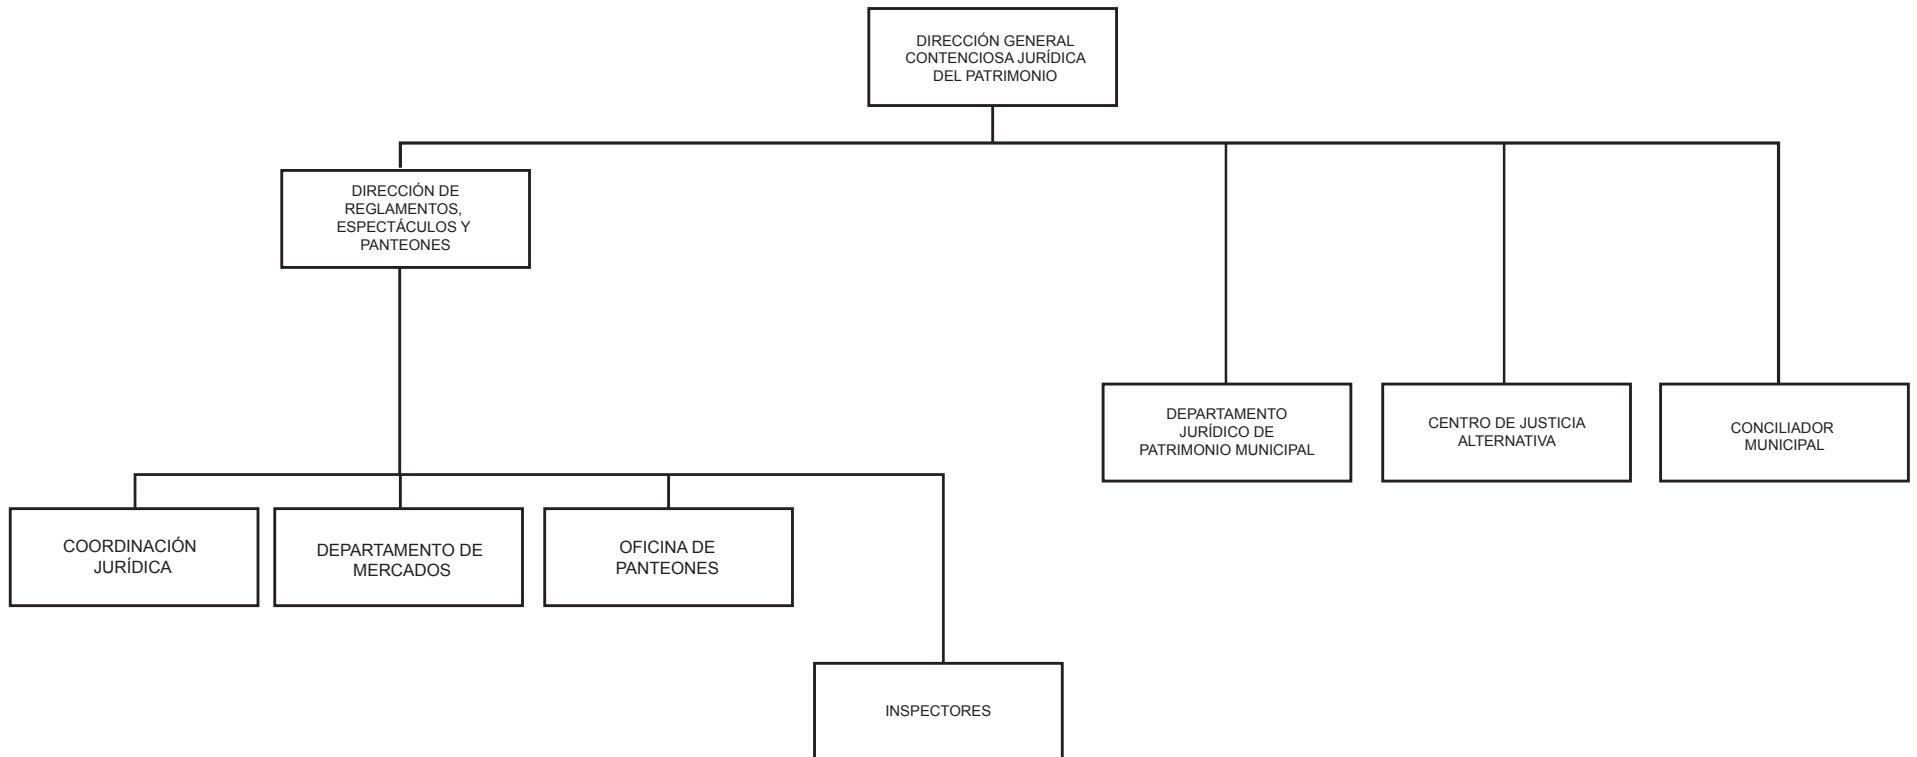 DIRECCIÓN GENERAL
CONTENCIOSA JURÍDICA
DEL PATRIMONIO
DIRECCIÓN DE
REGLAMENTOS,
ESPECTÁCULOS Y
PANTEONES
DEPARTAMENTO
JURÍDICO DE
PATRIMONIO MUNICIPAL
CENTRO DE JUSTICIA
ALTERNATIVA
CONCILIADOR
MUNICIPAL
COORDINACIÓN
JURÍDICA
DEPARTAMENTO DE
MERCADOS
OFICINA DE
PANTEONES
INSPECTORES